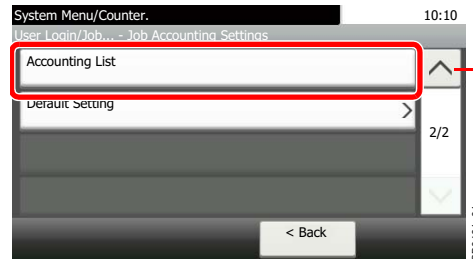 System Menu/Counter.
10:10
User Login/Job... - Job Accounting Settings
Accounting List
Default Setting
2/2
< Back